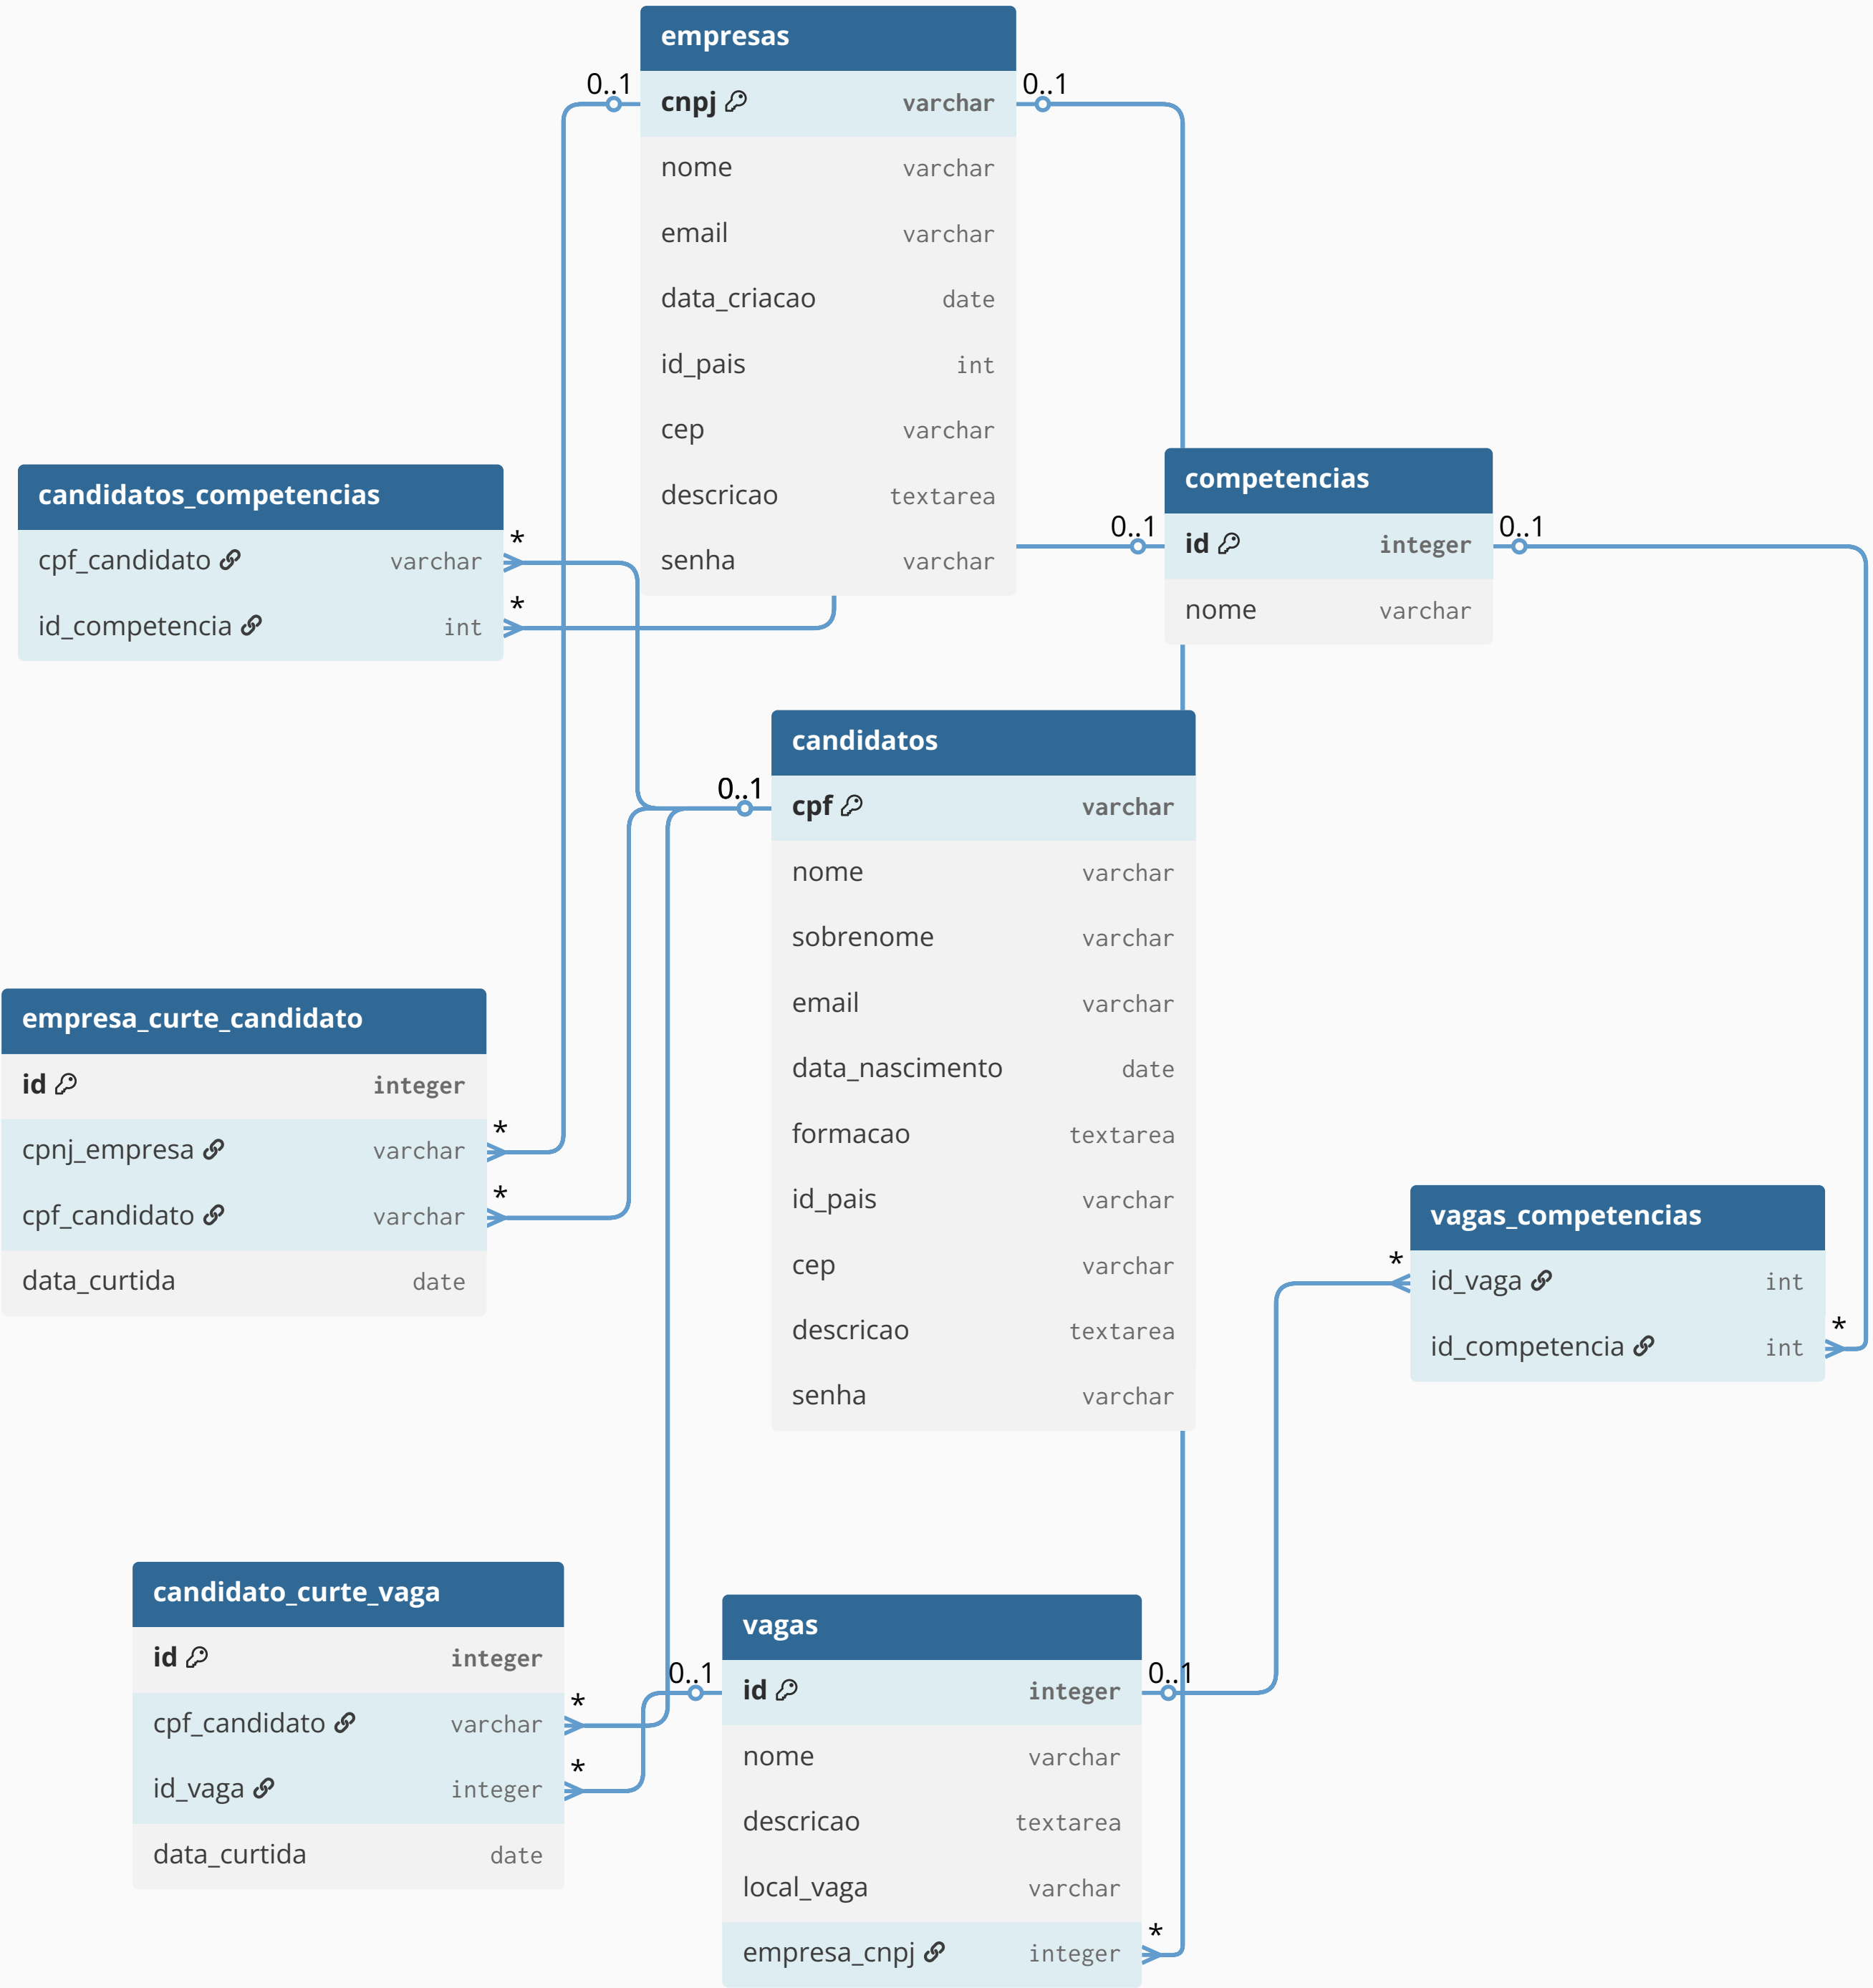 empresas
0..1
0..1
cnpj varchar
nome varchar
email varchar
data_criacao date
id_pais int
cep varchar
descricao textarea
senha varchar
candidatos_competencias
cpf_candidato varchar
*
id_competencia int
*
competencias
0..1
0..1
id integer
nome varchar
candidatos
0..1
cpf varchar
nome varchar
sobrenome varchar
email varchar
data_nascimento date
formacao textarea
id_pais varchar
cep varchar
descricao textarea
senha varchar
empresa_curte_candidato
id integer
cpnj_empresa varchar
*
cpf_candidato varchar
*
data_curtida date
vagas_competencias
*
id_vaga int
id_competencia int
*
candidato_curte_vaga
id integer
cpf_candidato varchar
*
id_vaga integer
*
data_curtida date
vagas
0..1
0..1
id integer
nome varchar
descricao textarea
local_vaga varchar
empresa_cnpj integer
*